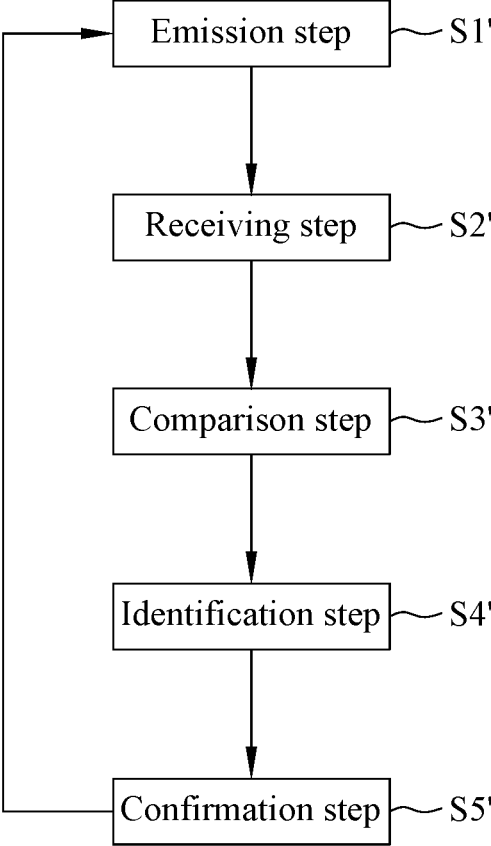 Emission step S1'
Receiving step S2'
Comparison step S3'
Identification step S4'
Confirmation step S5'